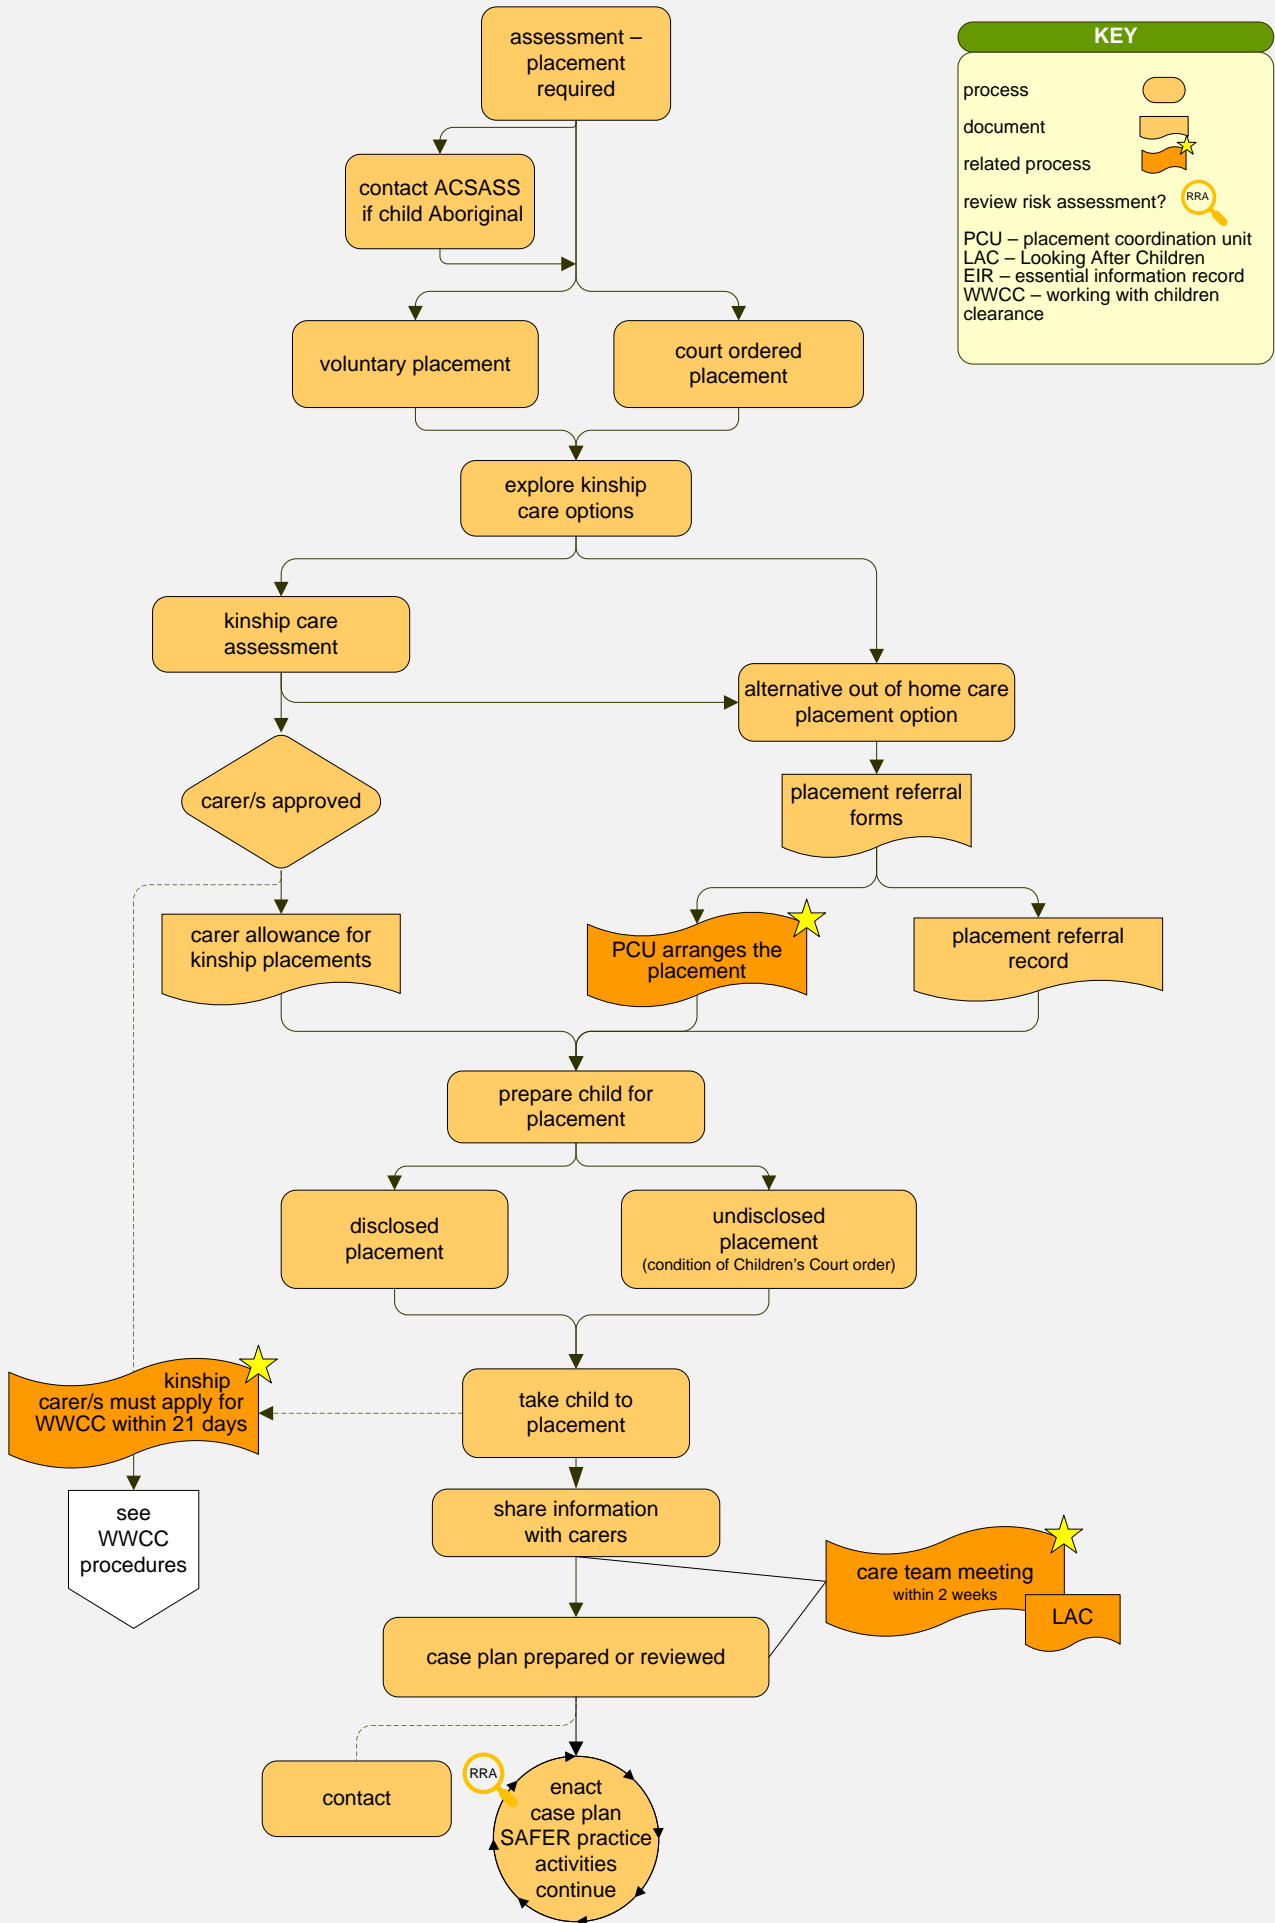 assessment –
placement
required
KEY
process
document
related process
review risk assessment?
RRA
PCU – placement coordination unit
LAC – Looking After Children
EIR – essential information record
WWCC – working with children
clearance
contact ACSASS
if child Aboriginal
voluntary placement
court ordered
placement
explore kinship
care options
kinship care
assessment
alternative out of home care
placement option
carer/s approved
placement referral
forms
carer allowance for
kinship placements
PCU arranges the
placement
placement referral
record
prepare child for
placement
disclosed
placement
undisclosed
placement
(condition of Children's Court order)
kinship
carer/s must apply for
WWCC within 21 days
take child to
placement
see
WWCC
procedures
share information
with carers
care team meeting
within 2 weeks
LAC
case plan prepared or reviewed
contact
RRA
enact
case plan
SAFER practice
activities
continue